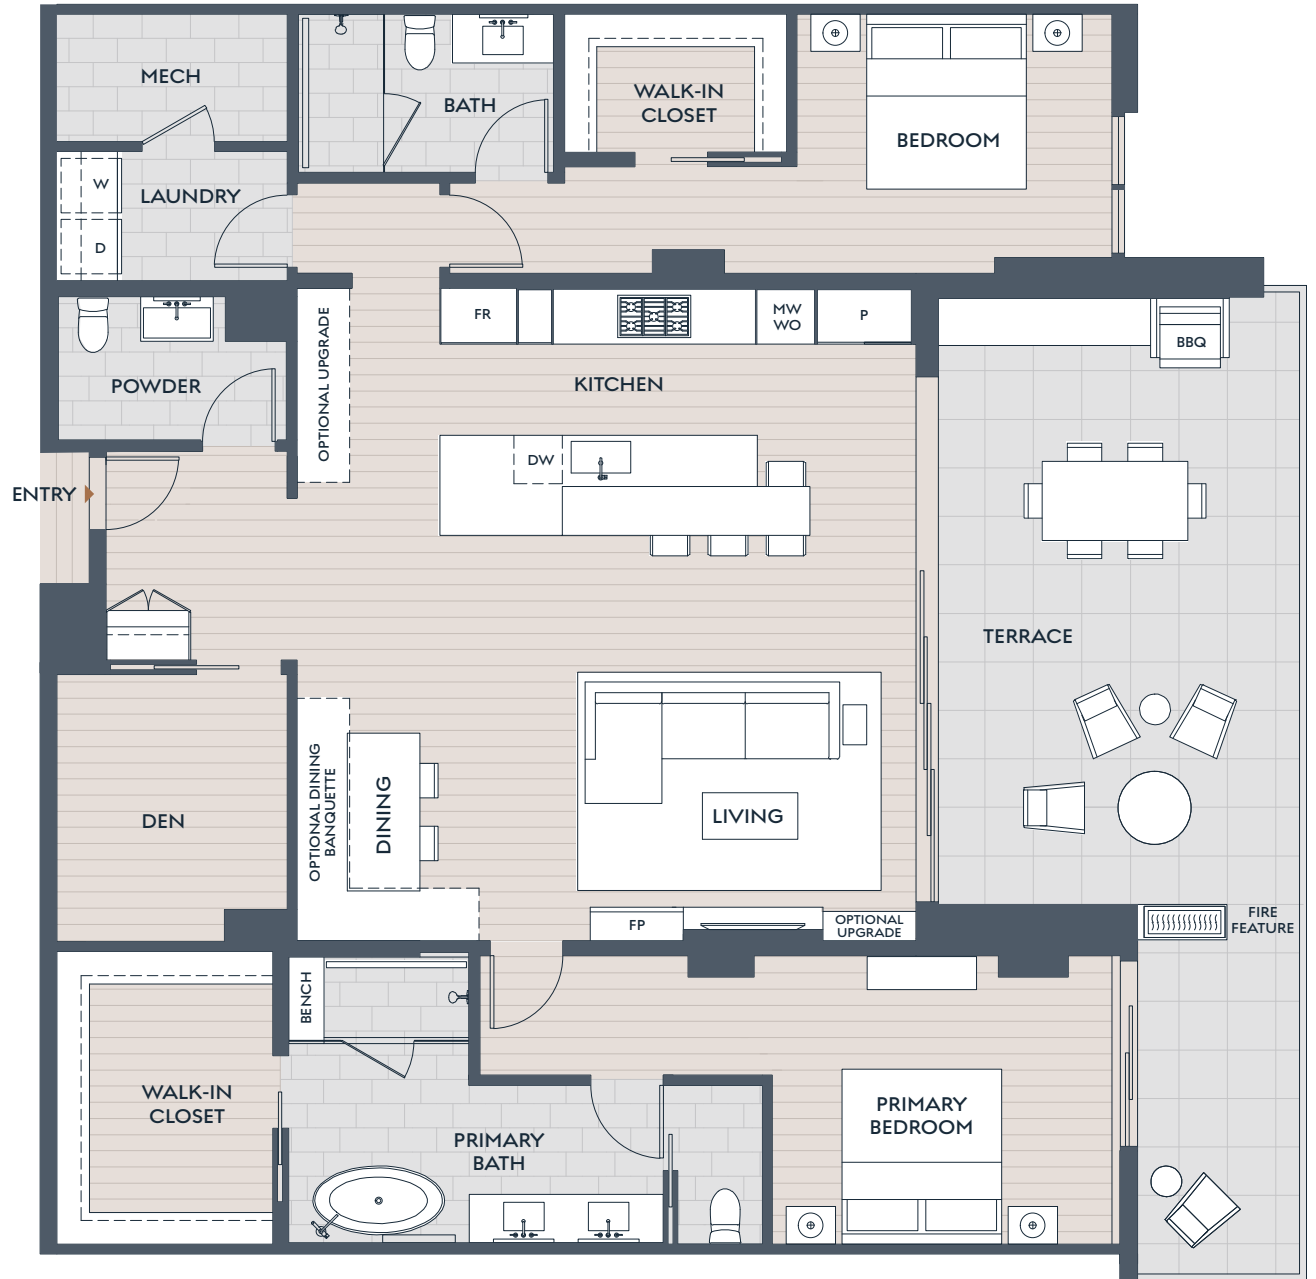 MECH
BATH
WALK-IN
CLOSET
BEDROOM
W
LAUNDRY
D
FR
MW
WO
P
BBQ
OPTIONAL UPGRADE
POWDER
KITCHEN
DW
ENTRY
TERRACE
DEN
OPTIONAL DINING
BANQUETTE
DINING
LIVING
FP
OPTIONAL
UPGRADE
FIRE
FEATURE
BENCH
WALK-IN
CLOSET
PRIMARY
BATH
PRIMARY
BEDROOM